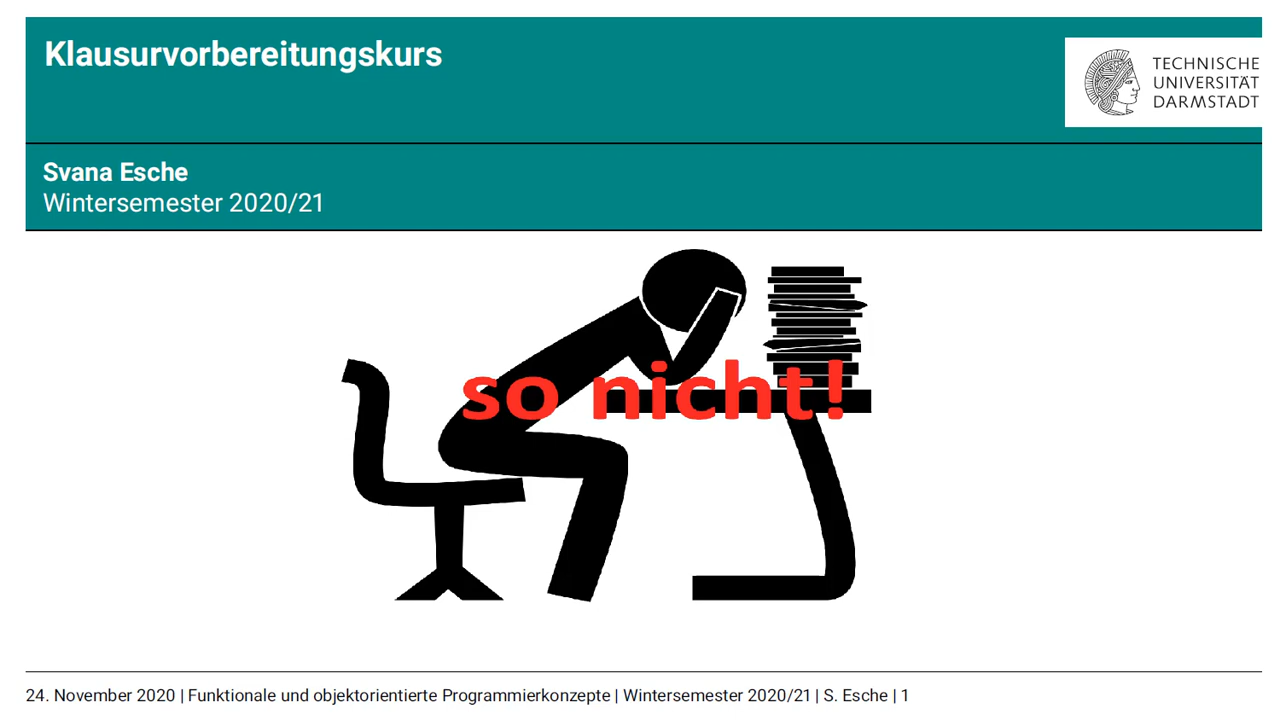 Klausurvorbereitungskurs
TECHNISCHE
UNIVERSITÄT
DARMSTADT
Svana Esche
Wintersemester 2020/21
so nicht!
24. November 2020 | Funktionale und objektorientierte Programmierkonzepte | Wintersemester 2020/21 | S. Esche | 1